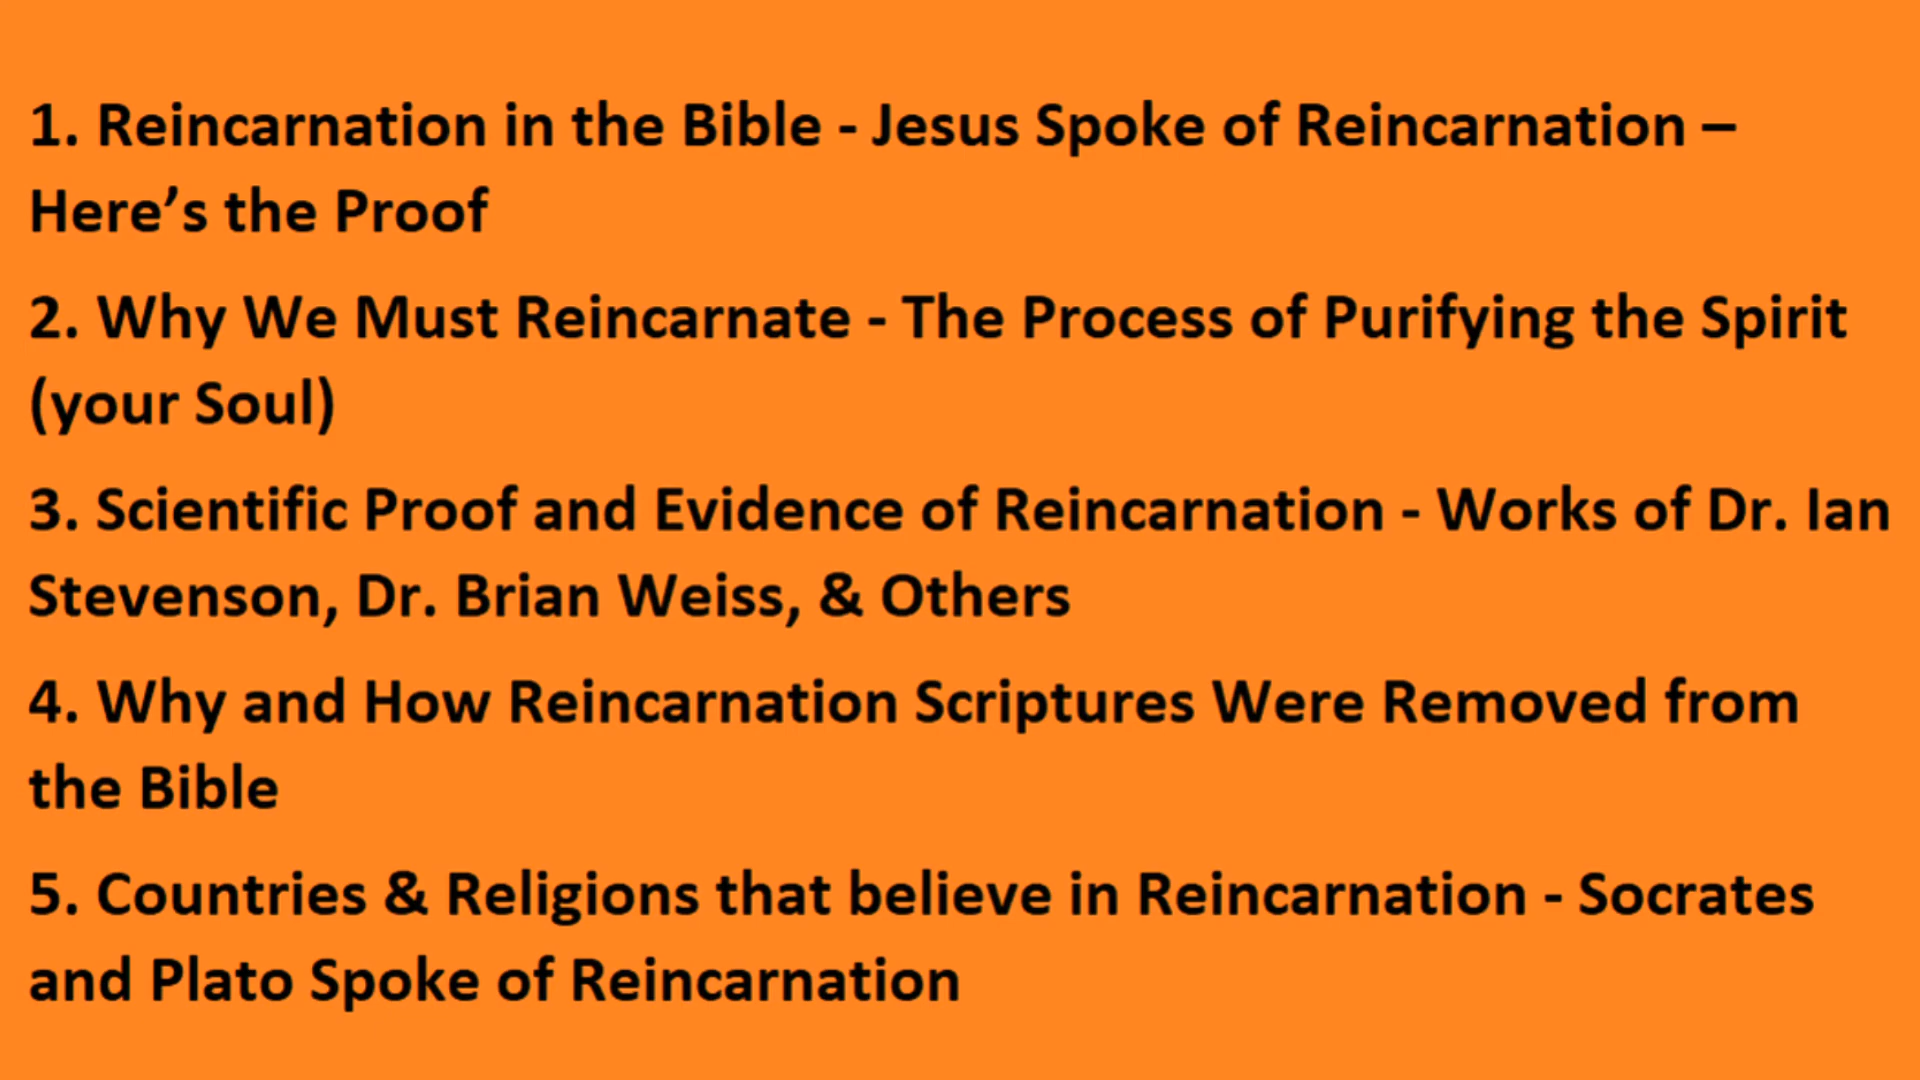 1. Reincarnation in the Bible - Jesus Spoke of Reincarnation –
Here’s the Proof
2. Why We Must Reincarnate - The Process of Purifying the Spirit
(your Soul)
3. Scientific Proof and Evidence of Reincarnation - Works of Dr. Ian
Stevenson, Dr. Brian Weiss, & Others
4. Why and How Reincarnation Scriptures Were Removed from
the Bible
5. Countries & Religions that believe in Reincarnation - Socrates
and Plato Spoke of Reincarnation